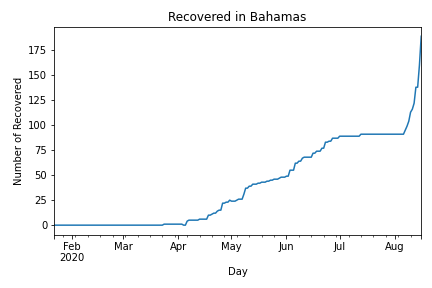 Recovered in Bahamas
Number of Recovered
175
150
125
100
75
50
25
0
Feb
2020
Mar
Apr
May
Jun
Jul
Aug
Day